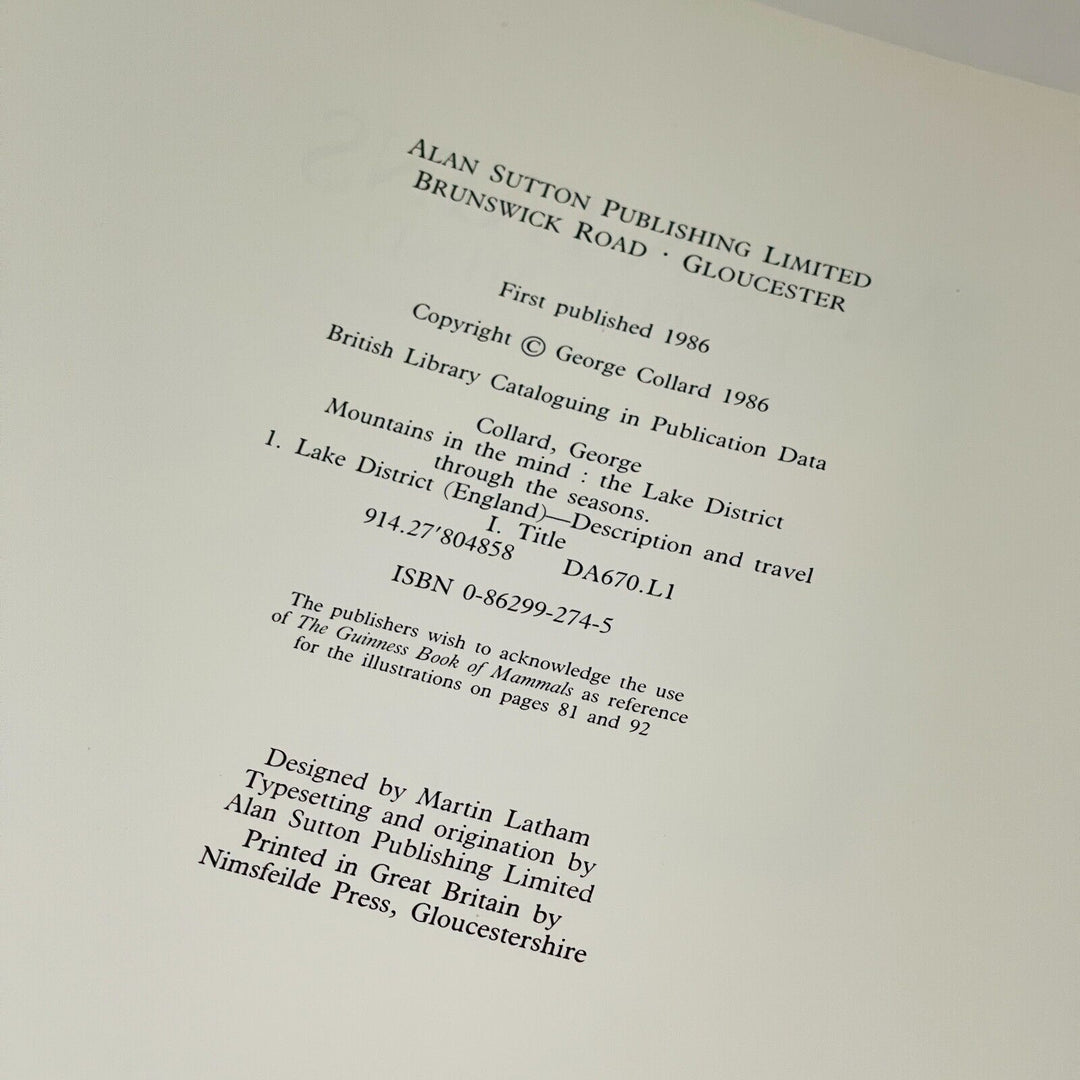 ALAN SUTTON PUBLISHING LIMITED
BRUNSWICK ROAD · GLOUCESTER
First published 1986
Copyright © George Collard 1986
British Library Cataloguing in Publication Data
Collard, George
Mountains in the mind : the Lake District
through the seasons.
1. Lake District (England)—Description and travel
I. Title
914.27'804858 DA670.L1
ISBN 0-86299-274-5
The publishers wish to acknowledge the use
of The Guinness Book of Mammals as reference
for the illustrations on pages 81 and 92
Designed by Martin Latham
Typesetting and origination by
Alan Sutton Publishing Limited
Printed in Great Britain by
Nimsfeilde Press, Gloucestershire